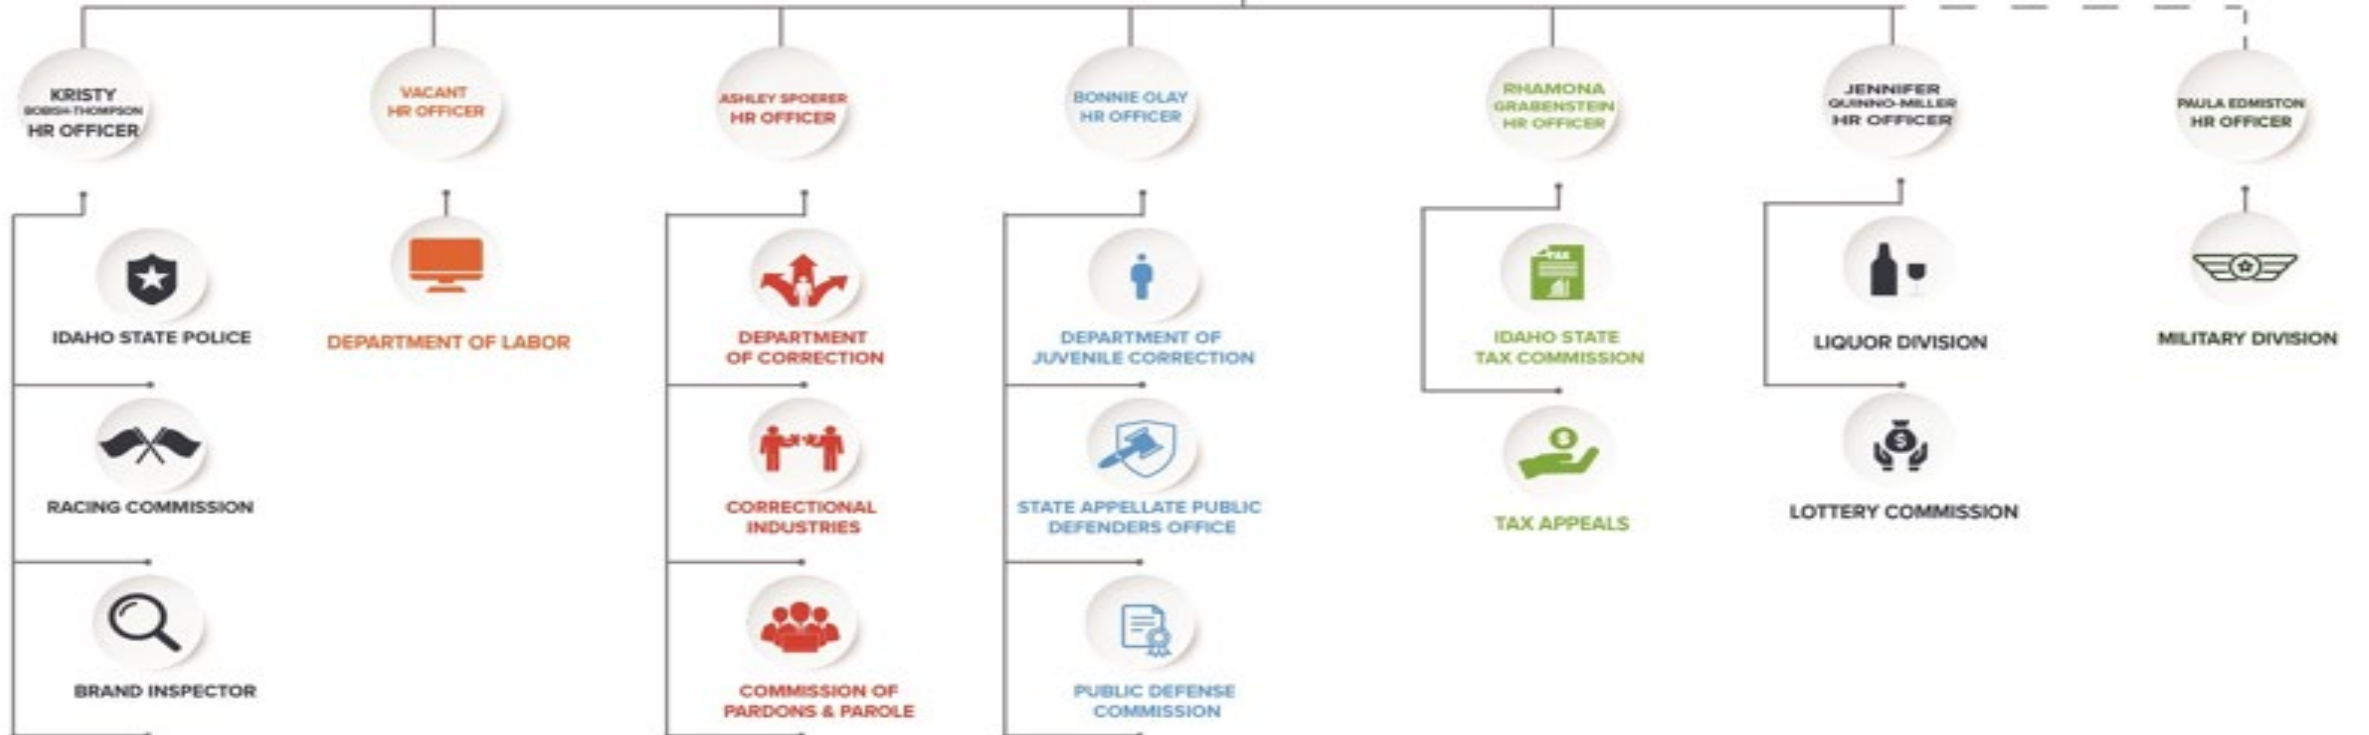 KRISTY
BOBISH-THOMPSON
HR OFFICER
VACANT
HR OFFICER
ASHLEY SPOERER
HR OFFICER
BONNIE OLAY
HR OFFICER
RHAMONA
GRABENSTEIN
HR OFFICER
JENNIFER
QUINNO-MILLER
HR OFFICER
PAULA EDMISTON
HR OFFICER
IDAHO STATE POLICE
RACING COMMISSION
BRAND INSPECTOR
DEPARTMENT OF LABOR
DEPARTMENT
OF CORRECTION
CORRECTIONAL
INDUSTRIES
COMMISSION OF
PARDONS & PAROLE
DEPARTMENT OF
JUVENILE CORRECTION
STATE APPELLATE PUBLIC
DEFENDERS OFFICE
PUBLIC DEFENSE
COMMISSION
TAX
IDAHO STATE
TAX COMMISSION
$
TAX APPEALS
LIQUOR DIVISION
$
LOTTERY COMMISSION
MILITARY DIVISION